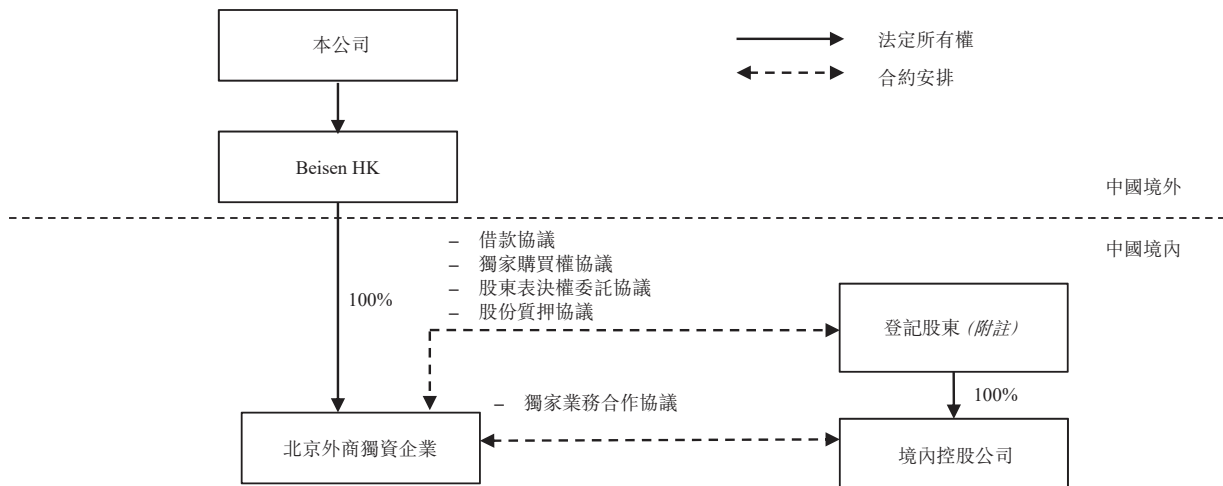 本公司
法定所有權
合約安排
Beisen HK
中國境外
– 借款協議
中國境內
– 獨家購買權協議
– 股東表決權委託協議
100%
– 股份質押協議
登記股東 (附註)
100%
– 獨家業務合作協議
北京外商獨資企業
境內控股公司